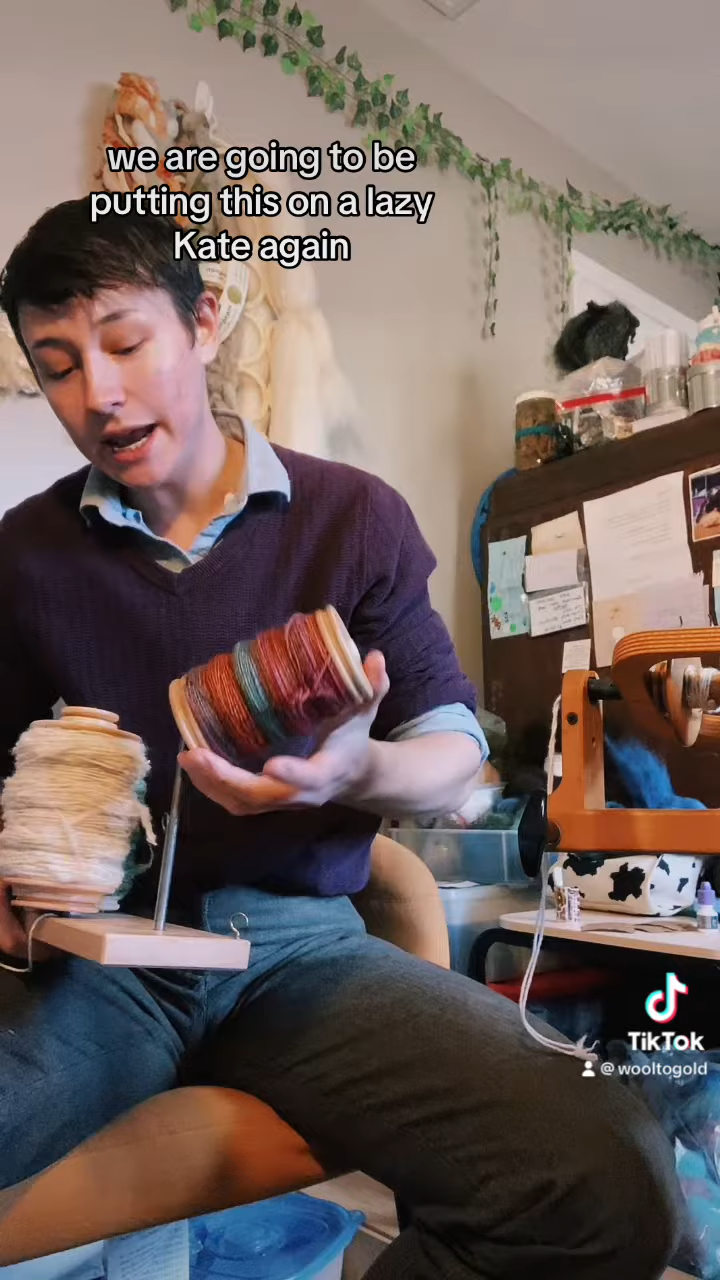 we are going to be
putting this on a lazy
Kate again
TikTok
@wooltogold